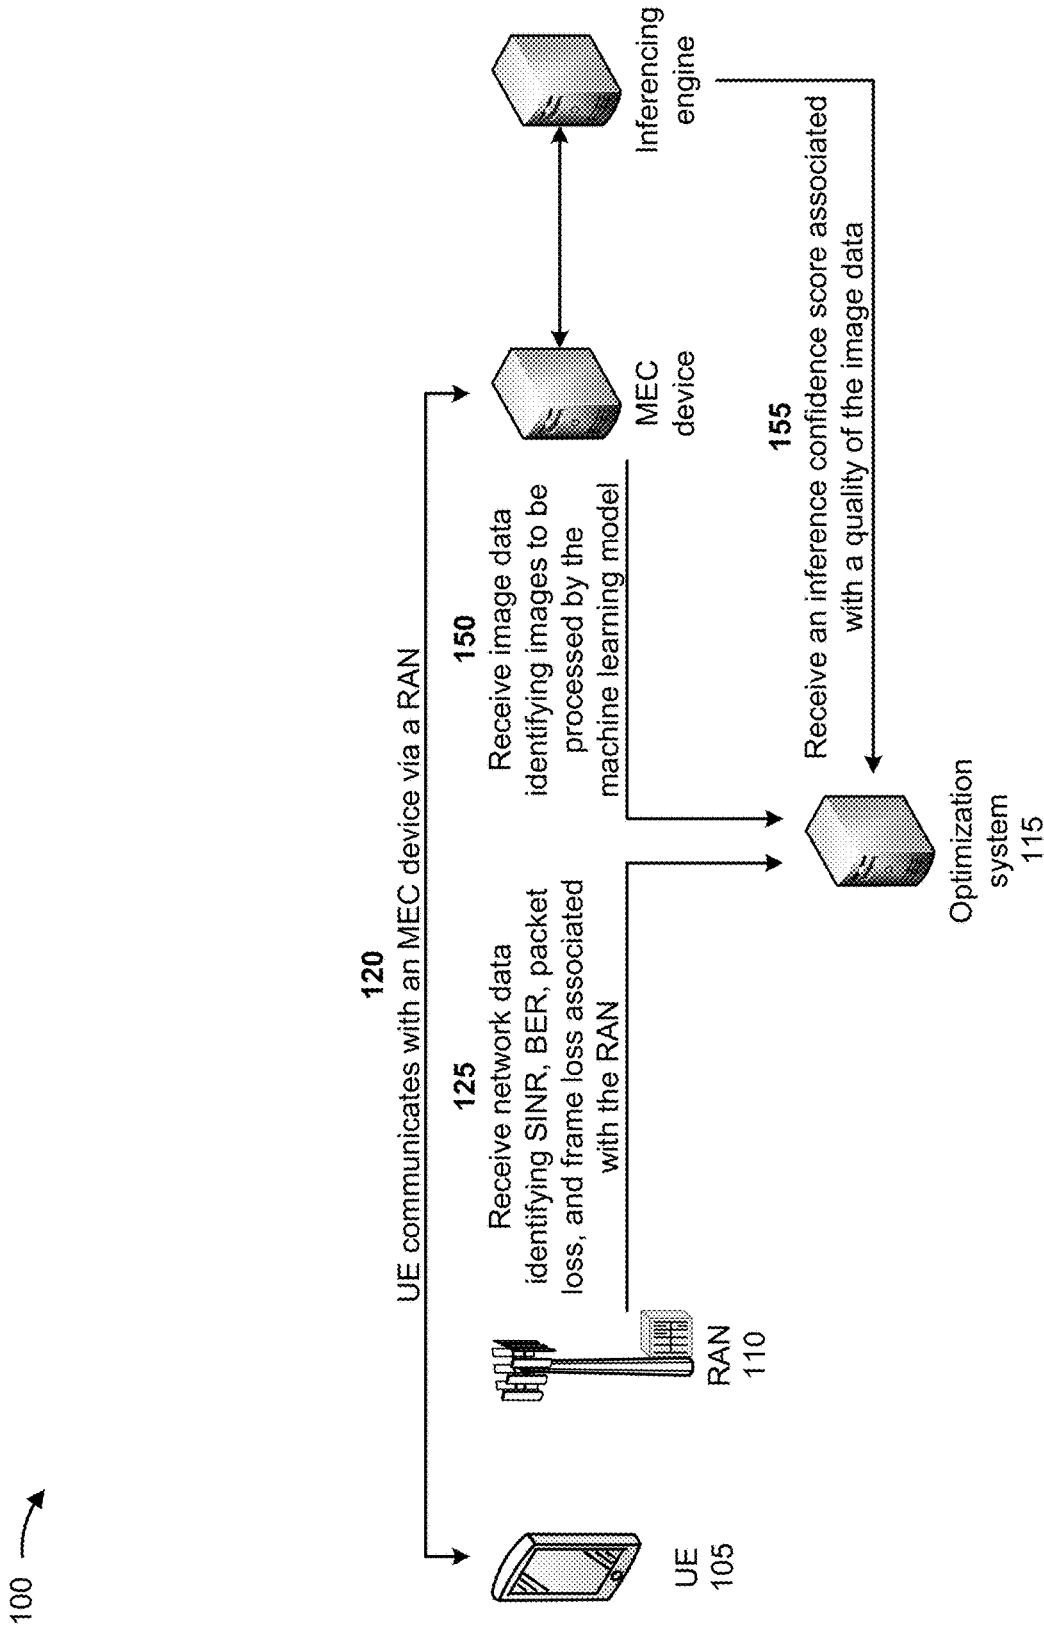 100
120
UE communicates with an MEC device via a RAN
125
Receive network data
identifying SINR, BER, packet
loss, and frame loss associated
with the RAN
150
Receive image data
identifying images to be
processed by the
machine learning model
UE
105
RAN
110
MEC
device
Inferencing
engine
155
Receive an inference confidence score associated
with a quality of the image data
Optimization
system
115